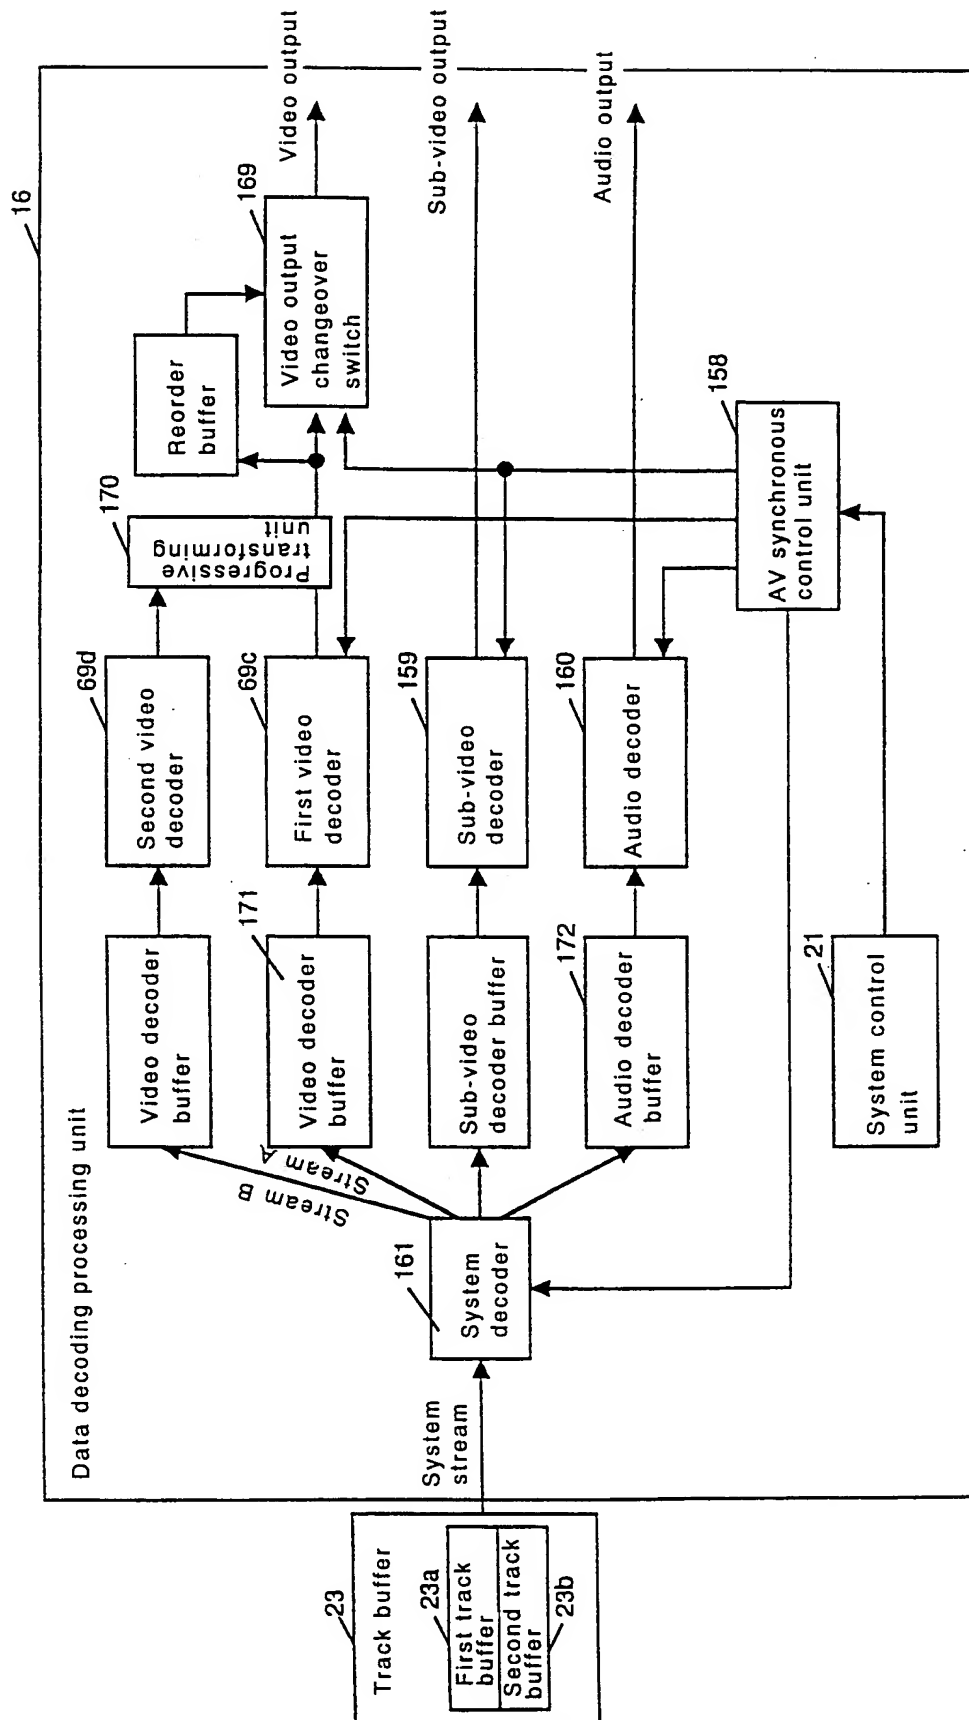 16
Data decoding processing unit
23
Track buffer
23a
First track
buffer
Second track
buffer
23b
System
stream
161
System
decoder
Stream B
Stream A
Video decoder
buffer
171
Video decoder
buffer
Sub-video
decoder buffer
172
Audio decoder
buffer
21
System control
unit
69d
Second video
decoder
69c
First video
decoder
159
Sub-video
decoder
160
Audio decoder
158
AV synchronous
control unit
170
Progressive
transforming
unit
Reorder
buffer
169
Video output
changeover
switch
Video output
Sub-video output
Audio output